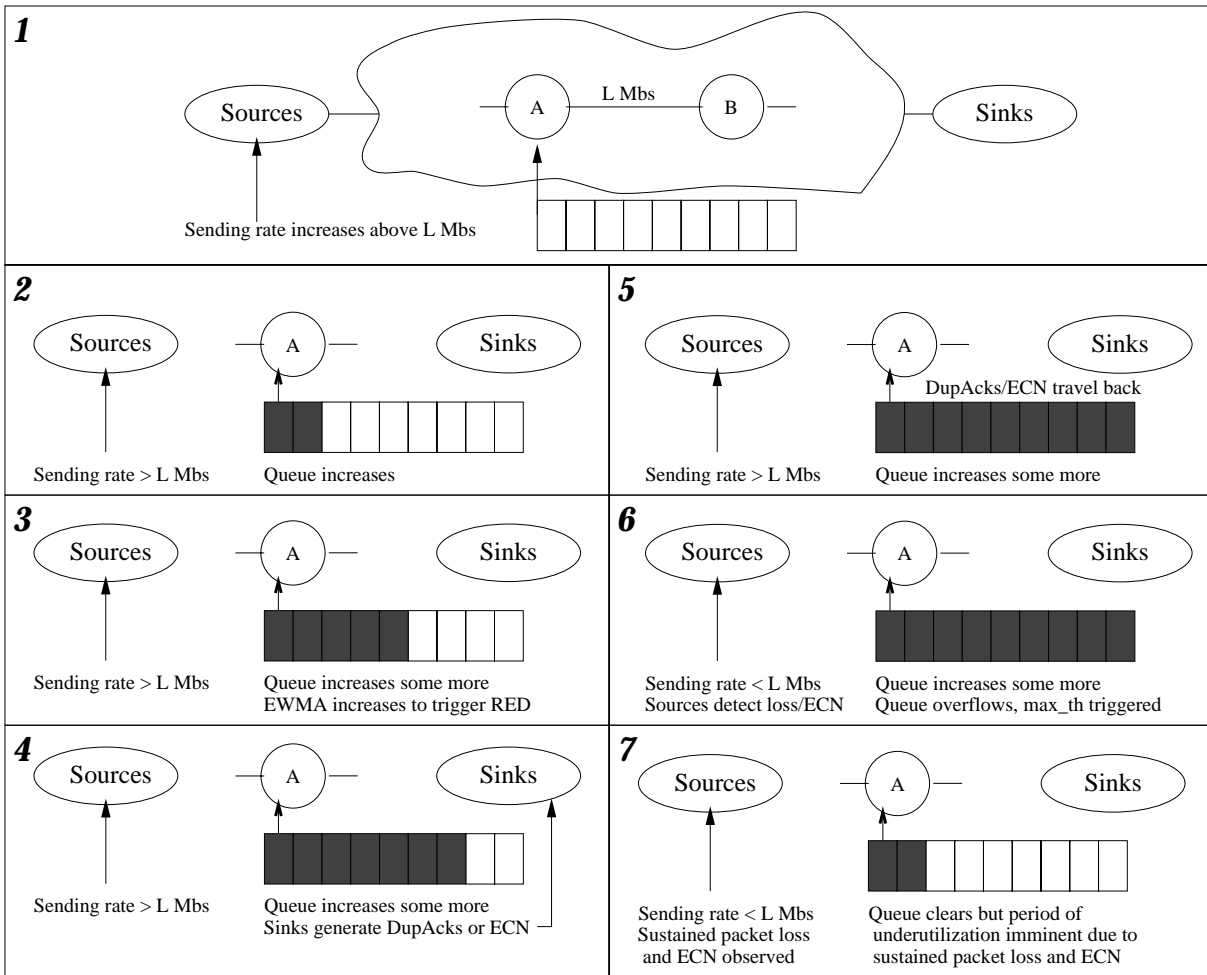 1
L Mbs
Sources
A
B
Sinks
Sending rate increases above L Mbs
2
Sources
A
Sinks
Sending rate > L Mbs
Queue increases
3
Sources
A
Sinks
Sending rate > L Mbs
Queue increases some more
EWMA increases to trigger RED
4
Sources
A
Sinks
Sending rate > L Mbs
Queue increases some more
Sinks generate DupAcks or ECN
5
Sources
A
Sinks
DupAcks/ECN travel back
Sending rate > L Mbs
Queue increases some more
6
Sources
A
Sinks
Sending rate < L Mbs
Sources detect loss/ECN
Queue increases some more
Queue overflows, max_th triggered
7
Sources
A
Sinks
Sending rate < L Mbs
Sustained packet loss
and ECN observed
Queue clears but period of
underutilization imminent due to
sustained packet loss and ECN